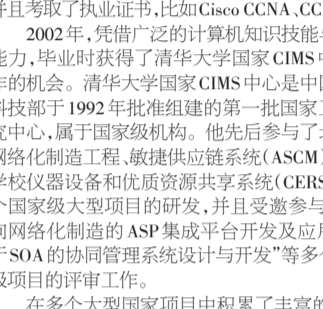 并且考取了执业证书,比如Cisco CCNA、CC
2002年,凭借广泛的计算机知识技能
能力,毕业时获得了清华大学国家CIMS
作的机会。清华大学国家CIMS中心是中国
科技部于1992年批准组建的第一批国家
究中心,属于国家级机构。他先后参与了
网络化制造工程、敏捷供应链系统(ASCM)
学校仪器设备和优质资源共享系统(CERS
个国家级大型项目的研发,并且受邀参与
向网络化制造的ASP集成平台开发及应
于SOA的协同管理系统设计与开发”等多
级项目的评审工作。
在多个大型国家项目中积累了丰富的